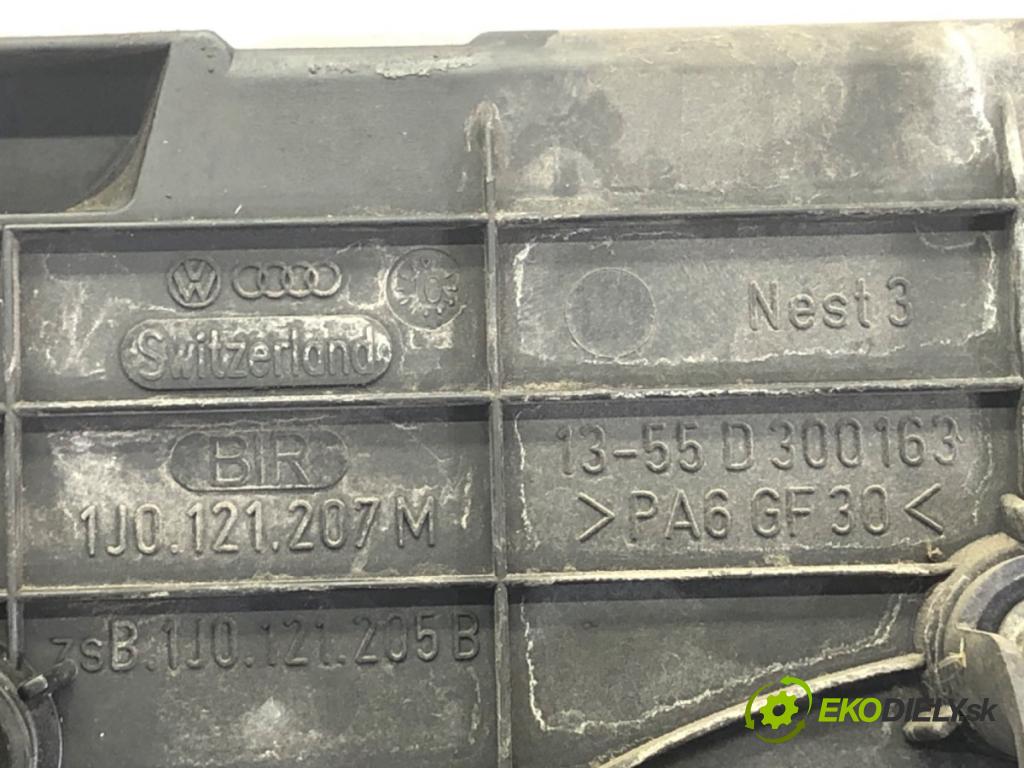 Switzerland
BIR
1J0.121.207 M
zsB.1J0.121.205 B
Nest 3
13-55 D 300163
>PA6 GF 30<
EKODIELY.sk